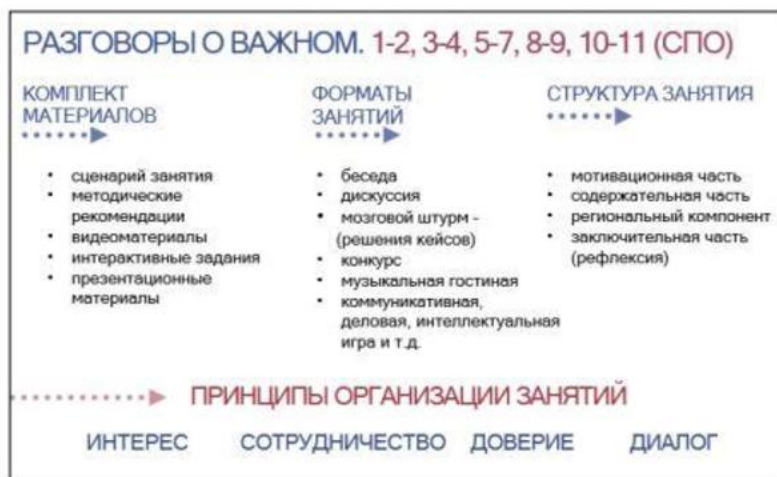 РАЗГОВОРЫ О ВАЖНОМ. 1-2, 3-4, 5-7, 8-9, 10-11 (СПО)
КОМПЛЕКТ
МАТЕРИАЛОВ
• сценарий занятия
• методические
рекомендации
• видеоматериалы
• интерактивные задания
• презентационные
материалы
ФОРМАТЫ
ЗАНЯТИЙ
• беседа
• дискуссия
• мозговой штурм -
(решения кейсов)
• конкурс
• музыкальная гостиная
• коммуникативная,
деловая, интеллектуальная
игра и т.д.
СТРУКТУРА ЗАНЯТИЯ
• мотивационная часть
• содержательная часть
• региональный компонент
• заключительная часть
(рефлексия)
ПРИНЦИПЫ ОРГАНИЗАЦИИ ЗАНЯТИЙ
ИНТЕРЕС СОТРУДНИЧЕСТВО ДОВЕРИЕ ДИАЛОГ